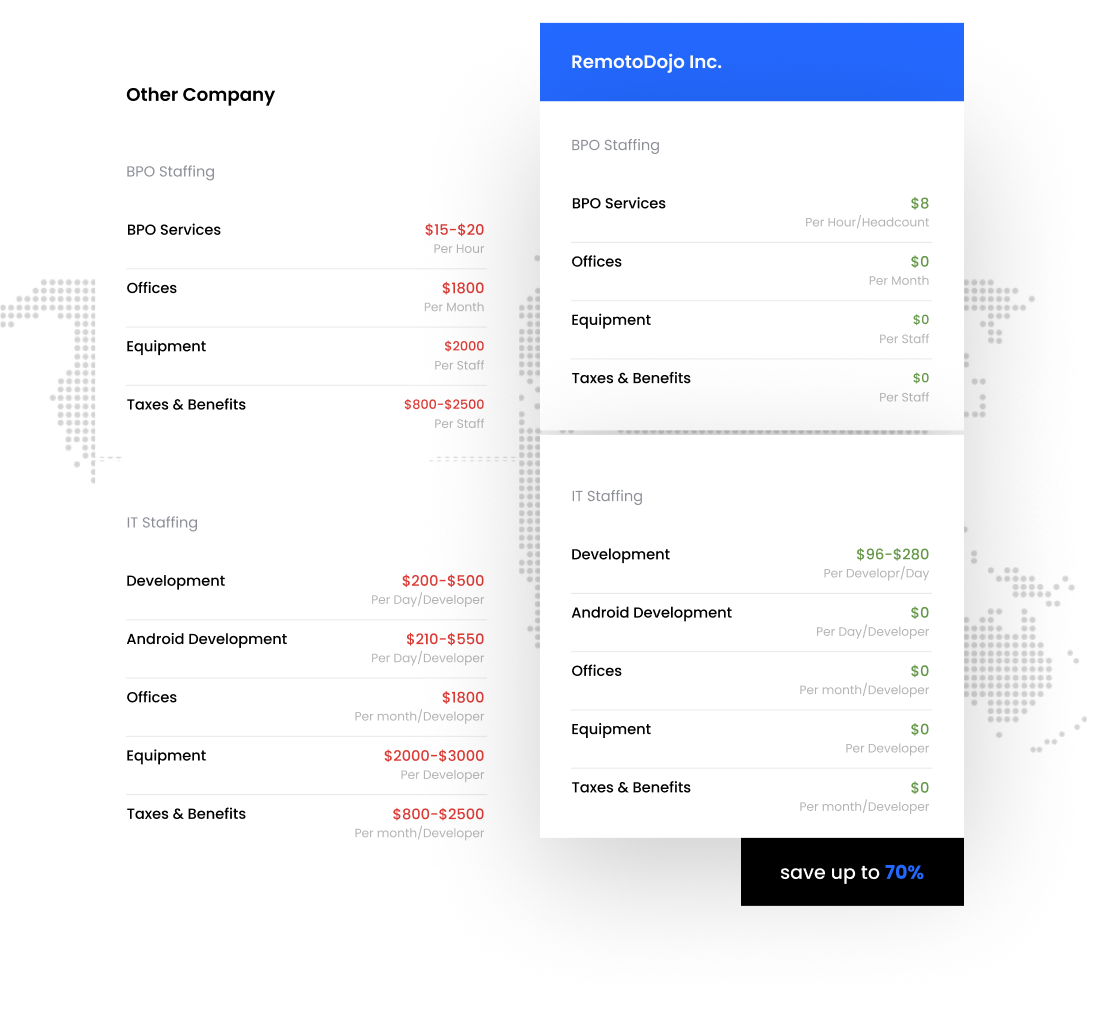 Other Company
BPO Staffing
BPO Services $15-$20
Per Hour
Offices $1800
Per Month
Equipment $2000
Per Staff
Taxes & Benefits $800-$2500
Per Staff
IT Staffing
Development $200-$500
Per Day/Developer
Android Development $210-$550
Per Day/Developer
Offices $1800
Per month/Developer
Equipment $2000-$3000
Per Developer
Taxes & Benefits $800-$2500
Per month/Developer
RemotoDojo Inc.
BPO Staffing
BPO Services $8
Per Hour/Headcount
Offices $0
Per Month
Equipment $0
Per Staff
Taxes & Benefits $0
Per Staff
IT Staffing
Development $96-$280
Per Developr/Day
Android Development $0
Per Day/Developer
Offices $0
Per month/Developer
Equipment $0
Per Developer
Taxes & Benefits $0
Per month/Developer
save up to 70%